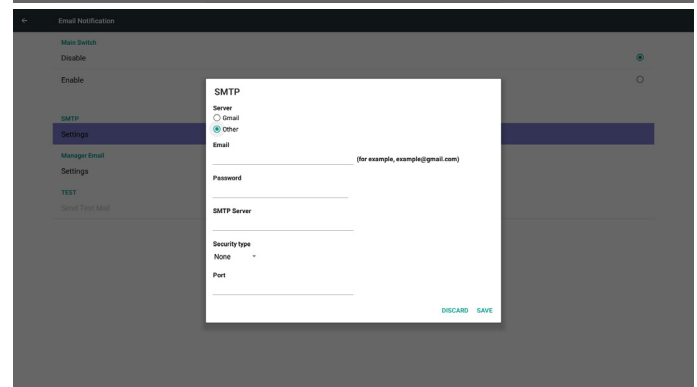 Email Notification
Main Switch
Disable
Enable
SMTP
Settings
Manager Email
Settings
TEST
Send Test Mail
SMTP
Server
Gmail
Other
Email
(for example, example@gmail.com)
Password
SMTP Server
Security type
None
Port
DISCARD SAVE